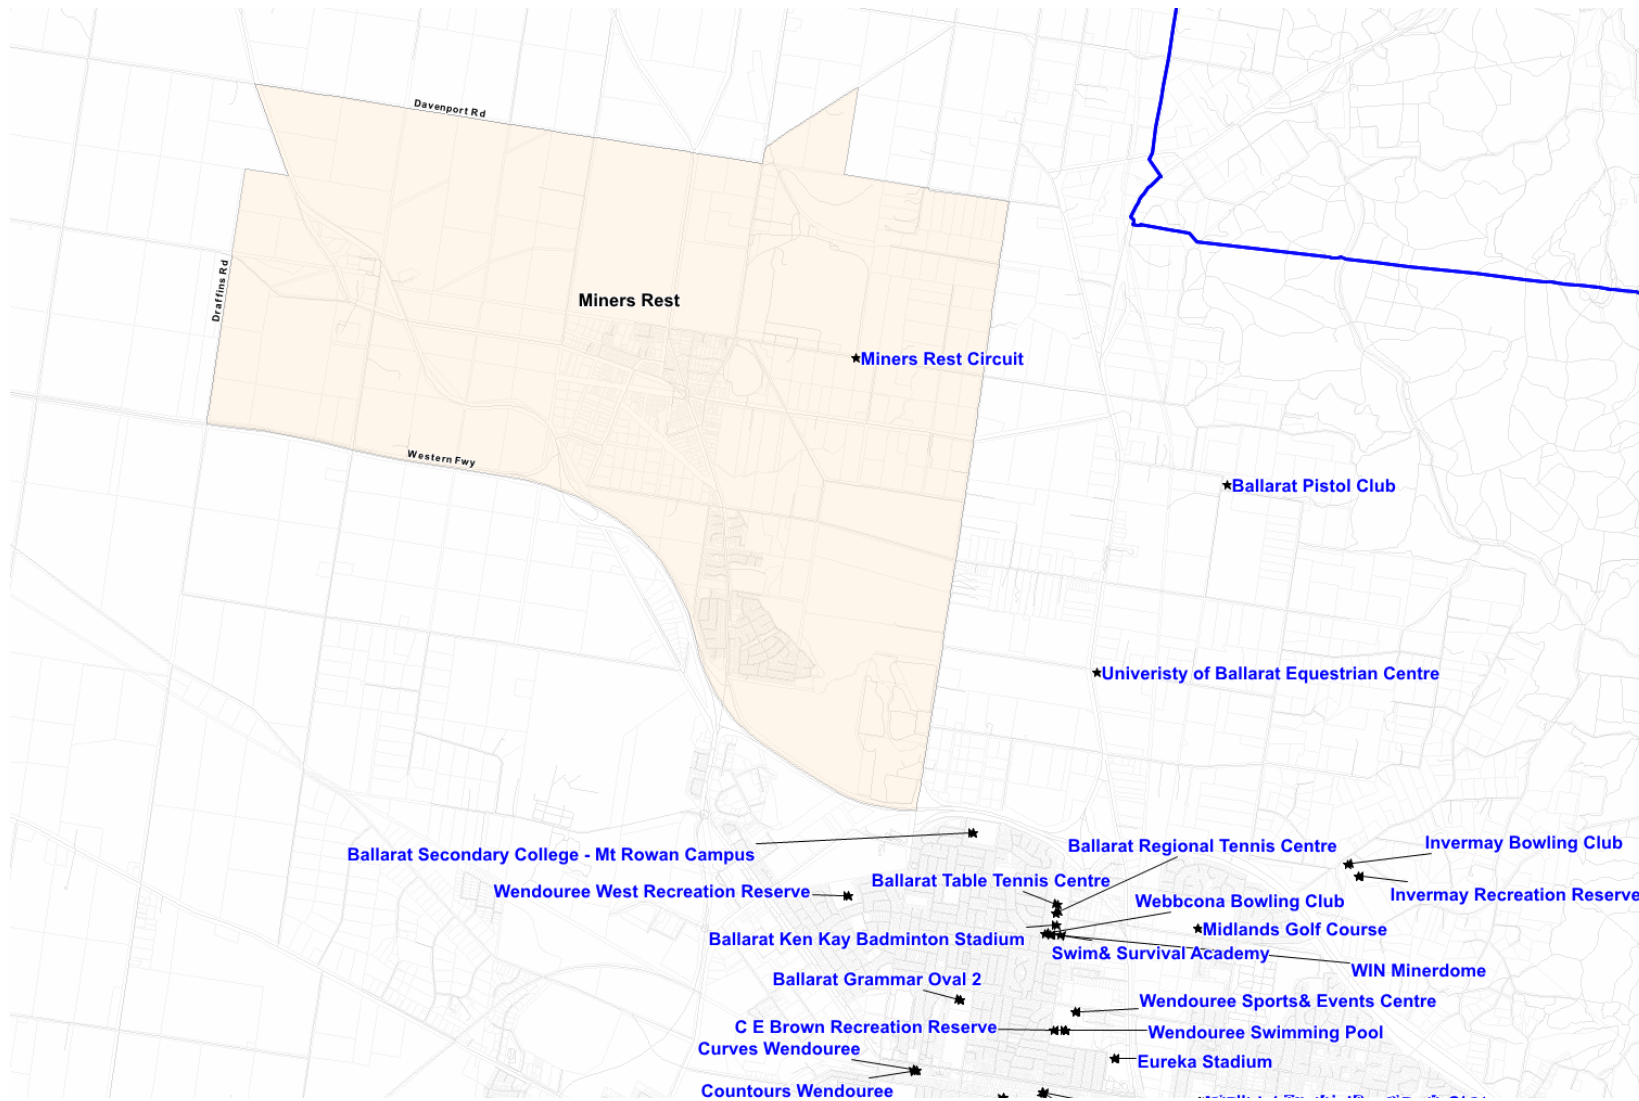 Davenport Rd
Draffins Rd
Miners Rest
Miners Rest Circuit
Western Fwy
Ballarat Pistol Club
Univeristy of Ballarat Equestrian Centre
Ballarat Regional Tennis Centre
Invermay Bowling Club
Ballarat Secondary College - Mt Rowan Campus
Ballarat Table Tennis Centre
Wendouree West Recreation Reserve
Invermay Recreation Reserve
Webbcona Bowling Club
Midlands Golf Course
Ballarat Ken Kay Badminton Stadium
Swim& Survival Academy
WIN Minerdome
Ballarat Grammar Oval 2
Wendouree Sports& Events Centre
C E Brown Recreation Reserve
Wendouree Swimming Pool
Curves Wendouree
Eureka Stadium
Countours Wendouree